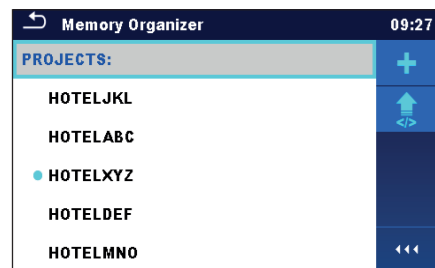 Memory Organizer 09:27
PROJECTS:
HOTELJKL
HOTELABC
HOTELXYZ
HOTELDEF
HOTELMNO